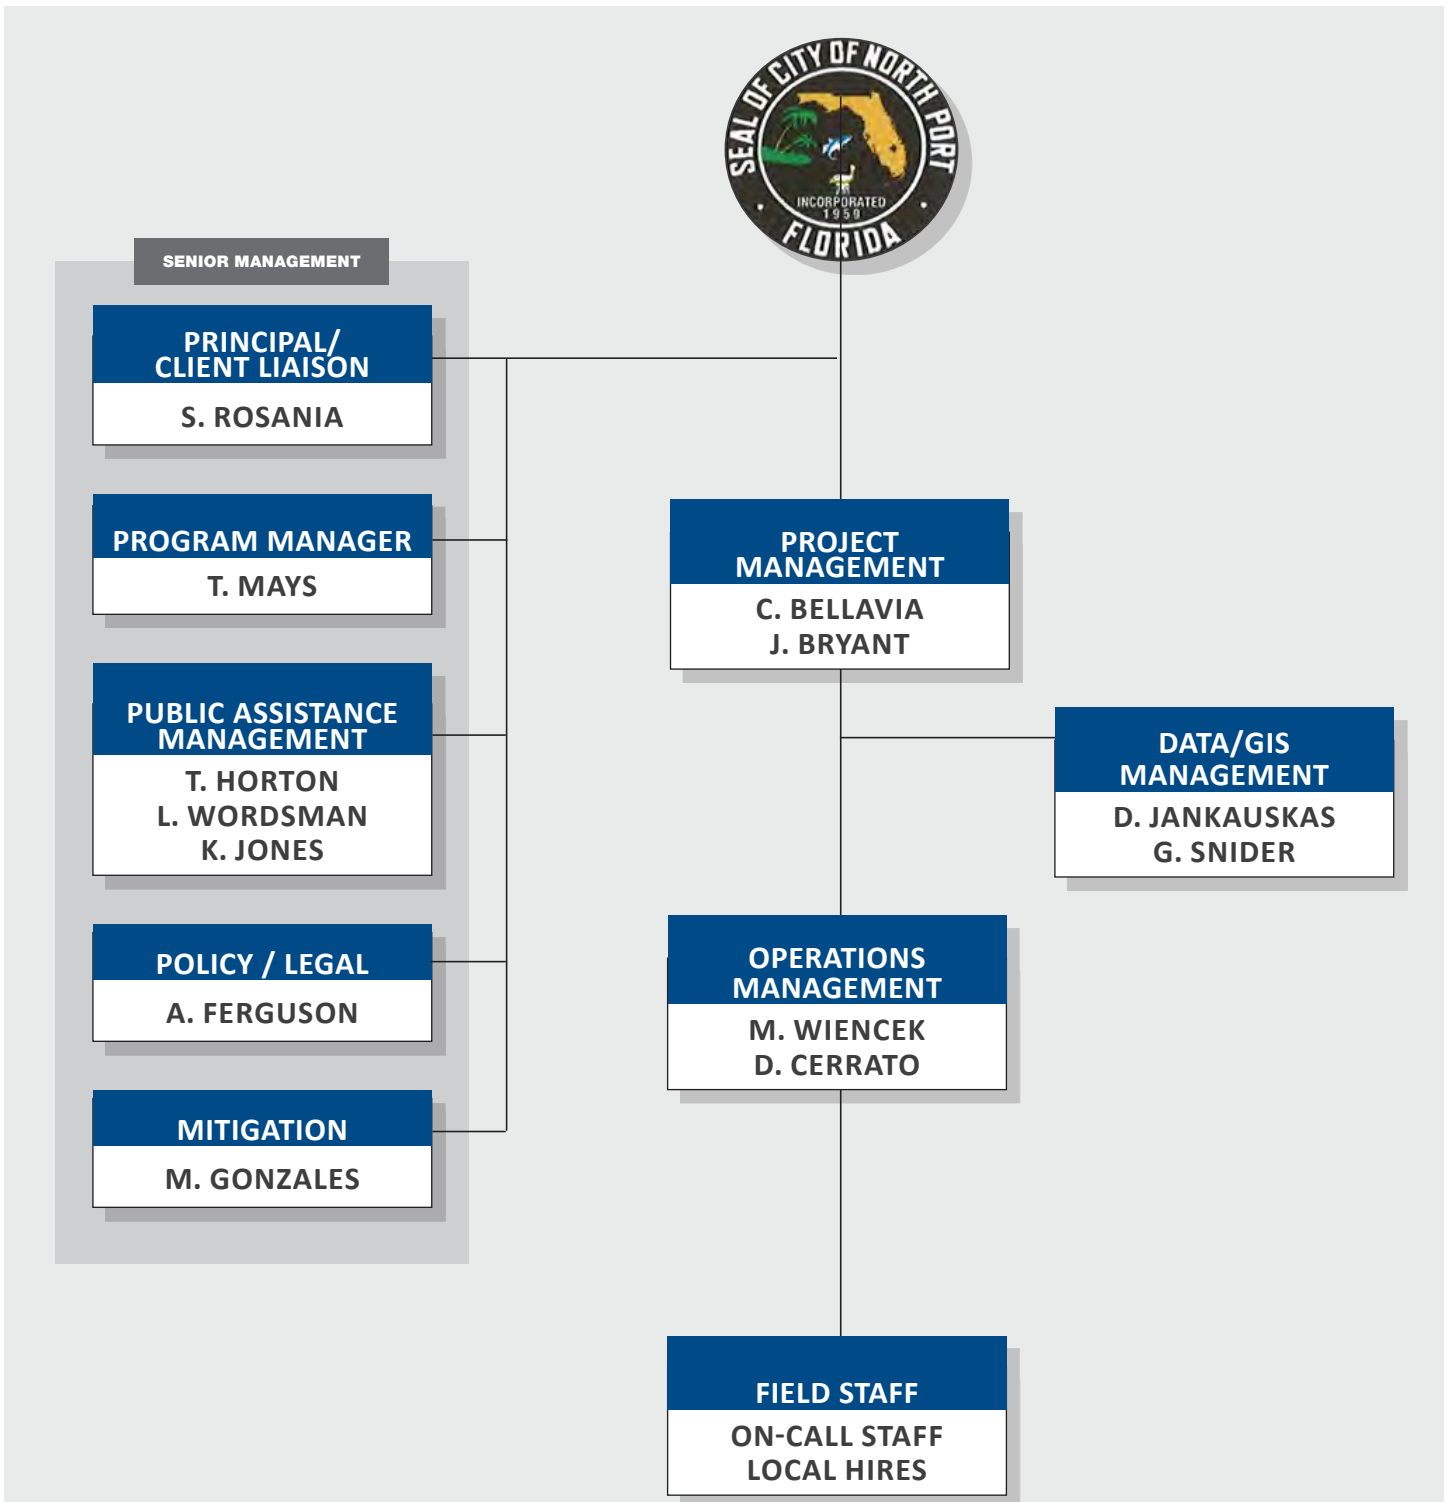 SEAL OF CITY OF NORTH PORT
INCORPORATED
1959
FLORIDA
SENIOR MANAGEMENT
PRINCIPAL/
CLIENT LIAISON
S. ROSANIA
PROGRAM MANAGER
T. MAYS
PUBLIC ASSISTANCE
MANAGEMENT
T. HORTON
L. WORDSMAN
K. JONES
POLICY / LEGAL
A. FERGUSON
MITIGATION
M. GONZALES
PROJECT
MANAGEMENT
C. BELLAVIA
J. BRYANT
DATA/GIS
MANAGEMENT
D. JANKAUSKAS
G. SNIDER
OPERATIONS
MANAGEMENT
M. WIENCEK
D. CERRATO
FIELD STAFF
ON-CALL STAFF
LOCAL HIRES